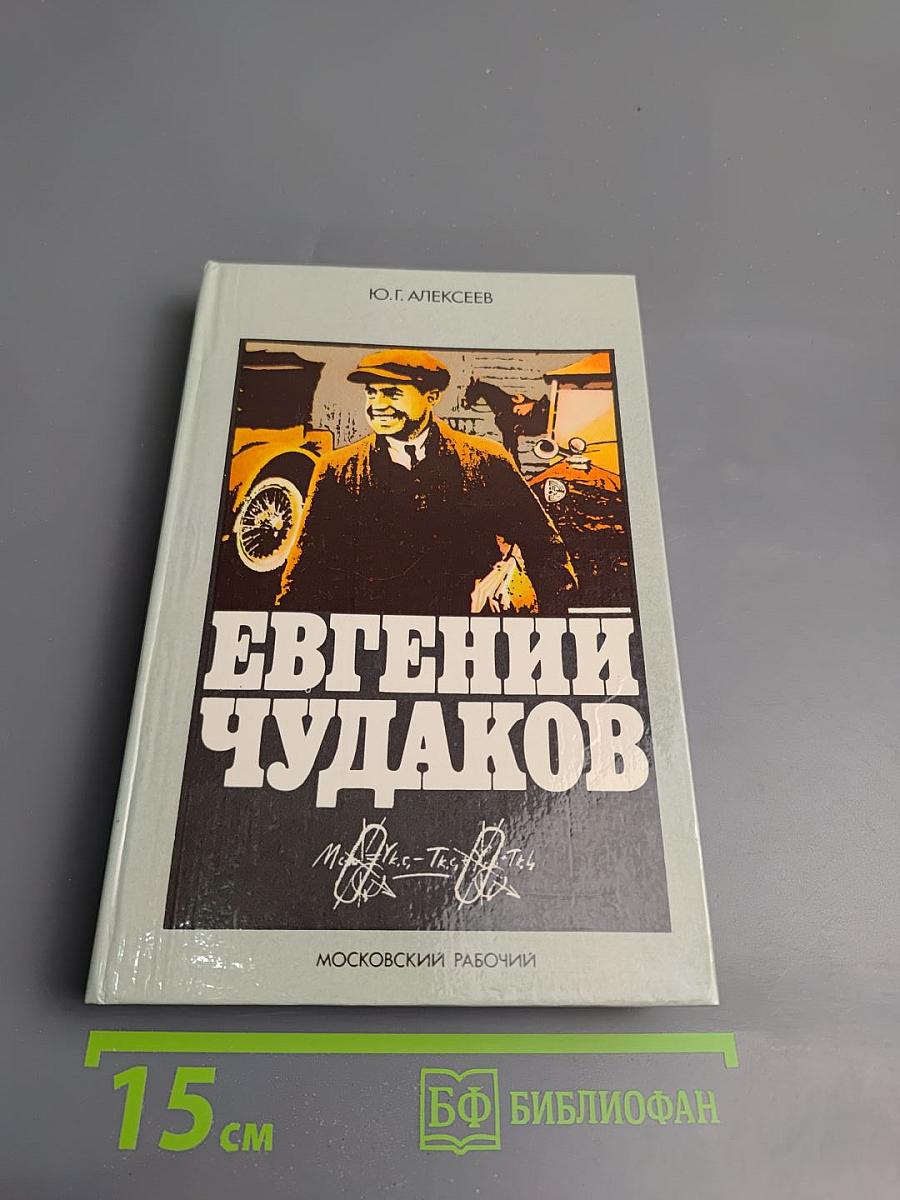 Ю. Г. АЛЕКСЕЕВ
ЕВГЕНИЙ
ЧУДАКОВ
МОСКОВСКИЙ РАБОЧИЙ
15 см
БФ БИБЛИОФАН